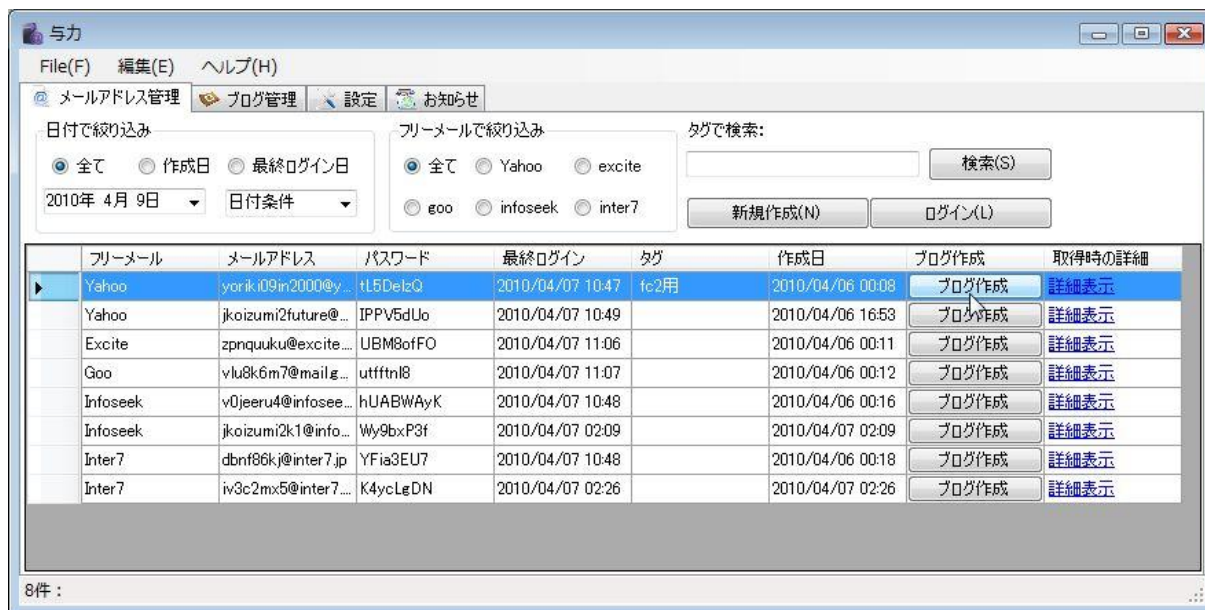 与力
File(F) 編集(E) ヘルプ(H)
メールアドレス管理 ブログ管理 設定 お知らせ
日付で絞り込み フリーメールで絞り込み タグで検索:
全て 作成日 最終ログイン日 全て Yahoo excite 検索(S)
2010年 4月 9日 日付条件 goo infoseek inter7 新規作成(N) ログイン(L)
フリーメール メールアドレス パスワード 最終ログイン タグ 作成日 ブログ作成 取得時の詳細
Yahoo yoriki09in2000@y... tL5DelzQ 2010/04/07 10:47 fc2用 2010/04/06 00:08 ブログ作成 詳細表示
Yahoo jkoizumi2future@... IPPV5dUo 2010/04/07 10:49 2010/04/06 16:53 ブログ作成 詳細表示
Excite zpnquuku@excite.... UBM8ofFO 2010/04/07 11:06 2010/04/06 00:11 ブログ作成 詳細表示
Goo vlu8k6m7@mail.g... utfftnl8 2010/04/07 11:07 2010/04/06 00:12 ブログ作成 詳細表示
Infoseek v0jeeru4@infosee... hUABWAyK 2010/04/07 10:48 2010/04/06 00:16 ブログ作成 詳細表示
Infoseek jkoizumi2k1@info... Wy9bxP3f 2010/04/07 02:09 2010/04/07 02:09 ブログ作成 詳細表示
Inter7 dbnf86kj@inter7.jp YFia3EU7 2010/04/07 10:48 2010/04/06 00:18 ブログ作成 詳細表示
Inter7 iv3c2mx5@inter7.... K4ycLgDN 2010/04/07 02:26 2010/04/07 02:26 ブログ作成 詳細表示
8件 :